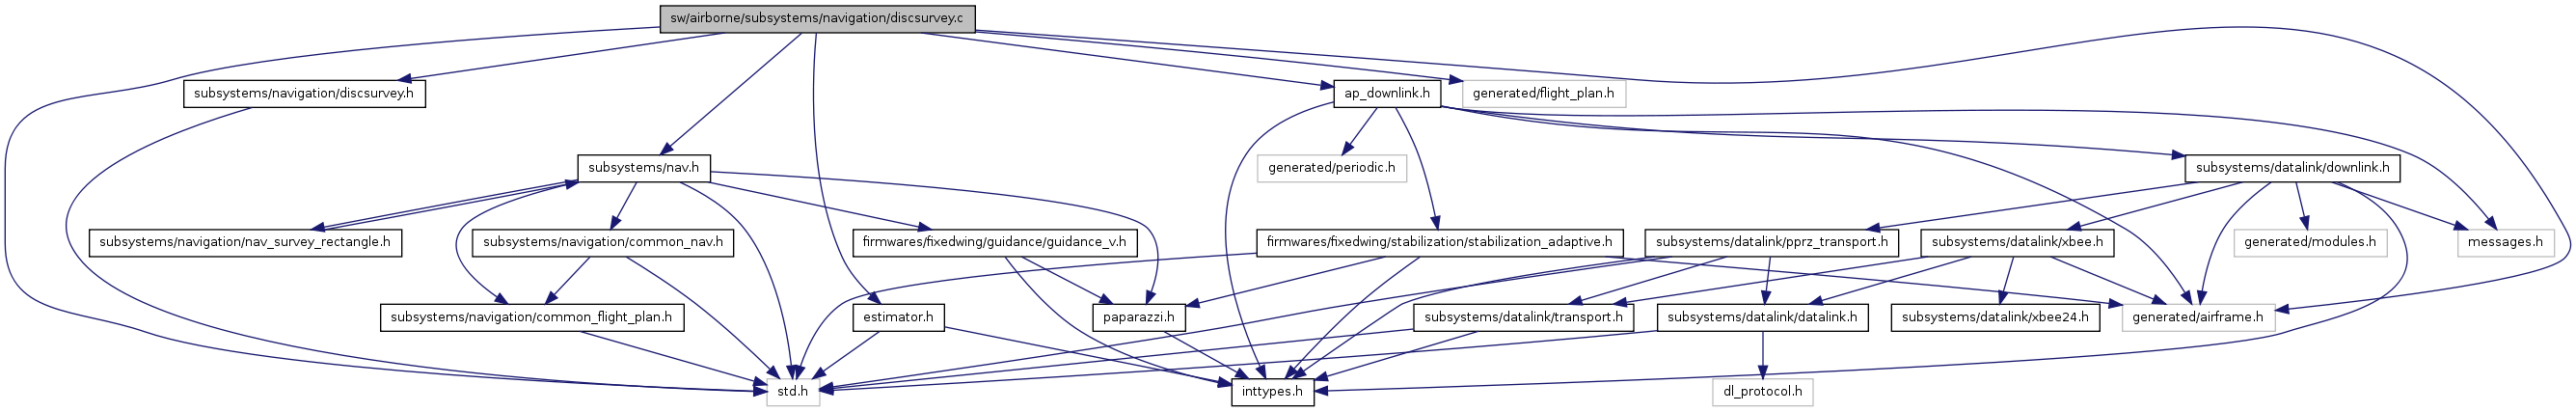 sw/airborne/subsystems/navigation/discsurvey.c
subsystems/navigation/discsurvey.h
ap_downlink.h
generated/flight_plan.h
subsystems/nav.h
generated/periodic.h
subsystems/datalink/downlink.h
subsystems/navigation/nav_survey_rectangle.h
subsystems/navigation/common_nav.h
firmwares/fixedwing/guidance/guidance_v.h
firmwares/fixedwing/stabilization/stabilization_adaptive.h
subsystems/datalink/pprz_transport.h
subsystems/datalink/xbee.h
generated/modules.h
messages.h
subsystems/navigation/common_flight_plan.h
estimator.h
paparazzi.h
subsystems/datalink/transport.h
subsystems/datalink/datalink.h
subsystems/datalink/xbee24.h
generated/airframe.h
std.h
inttypes.h
dl_protocol.h